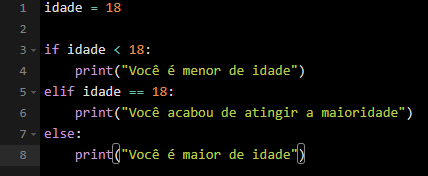 1 idade = 18
2
3 if idade < 18:
4     print("Você é menor de idade")
5 elif idade == 18:
6     print("Você acabou de atingir a maioridade")
7 else:
8     print("Você é maior de idade")